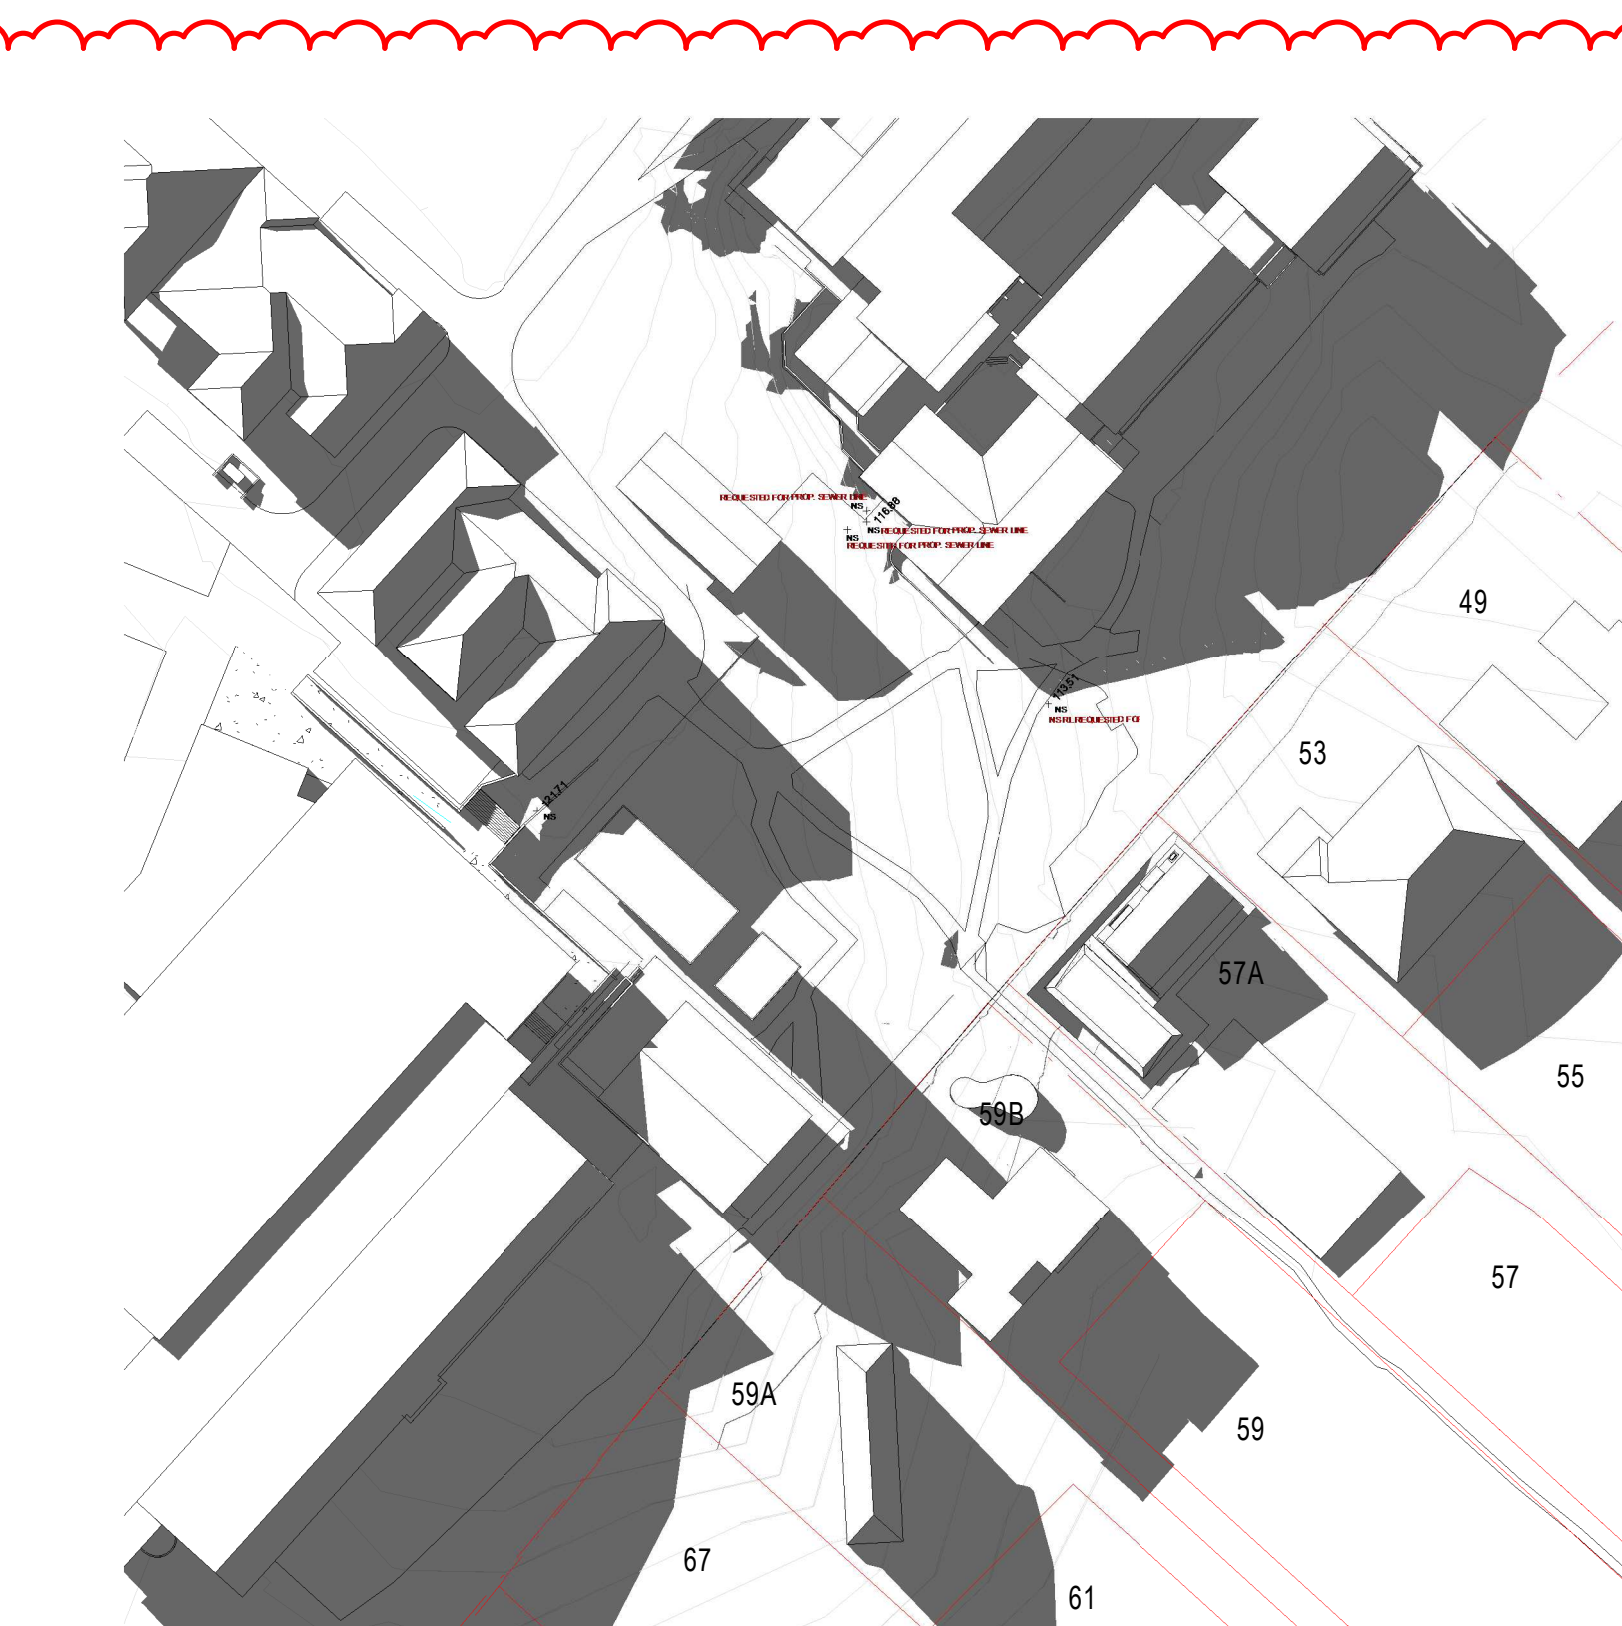 REQUESTED FOR PROP. SEWER LINE
NS
116.88
NS REQUESTED FOR PROP. SEWER LINE
NS
REQUESTED FOR PROP. SEWER LINE
49
113.51
NS
NS RL REQUESTED FO
53
121.71
NS
57A
55
59B
57
59A
59
67
61